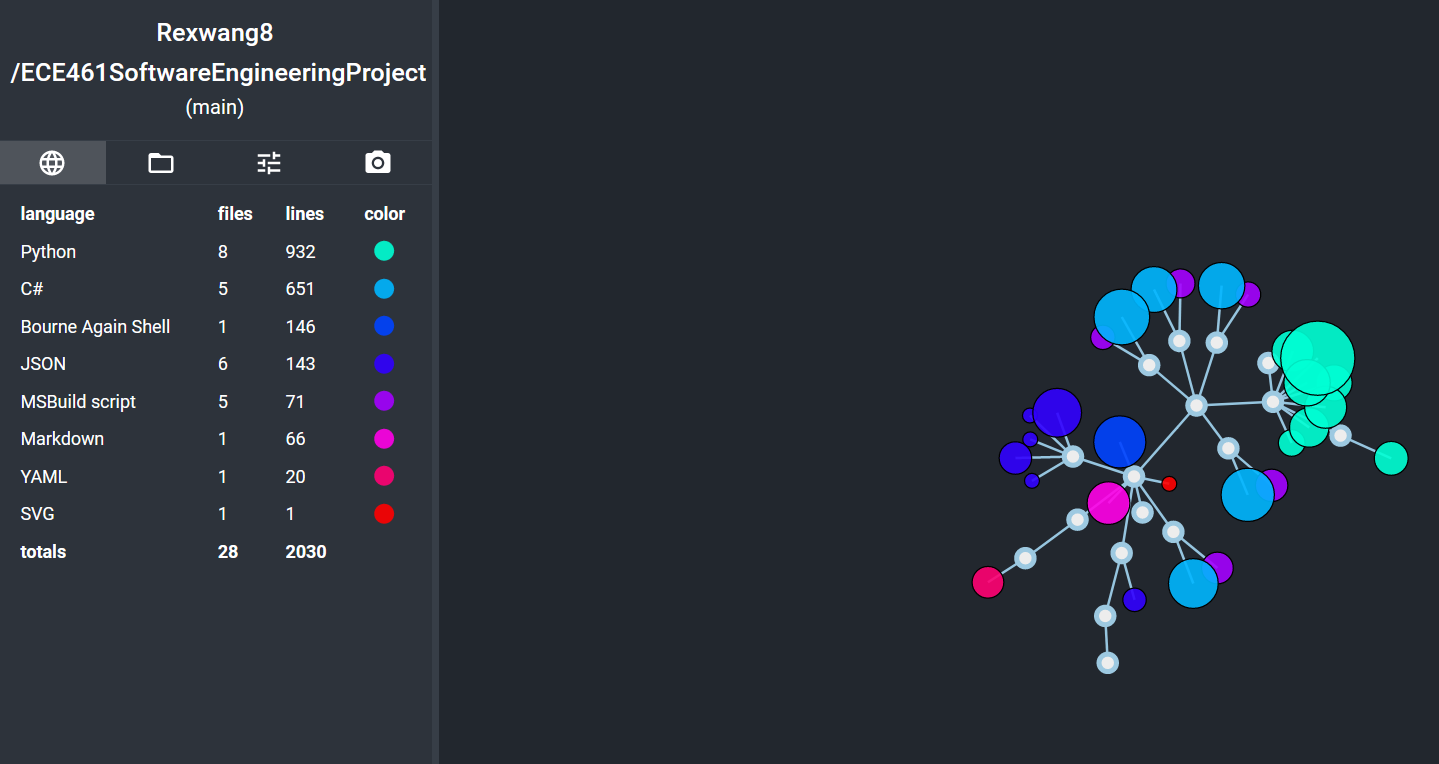 Rexwang8
/ECE461SoftwareEngineeringProject
(main)
language files lines color
Python 8 932
C# 5 651
Bourne Again Shell 1 146
JSON 6 143
MSBuild script 5 71
Markdown 1 66
YAML 1 20
SVG 1 1
totals 28 2030